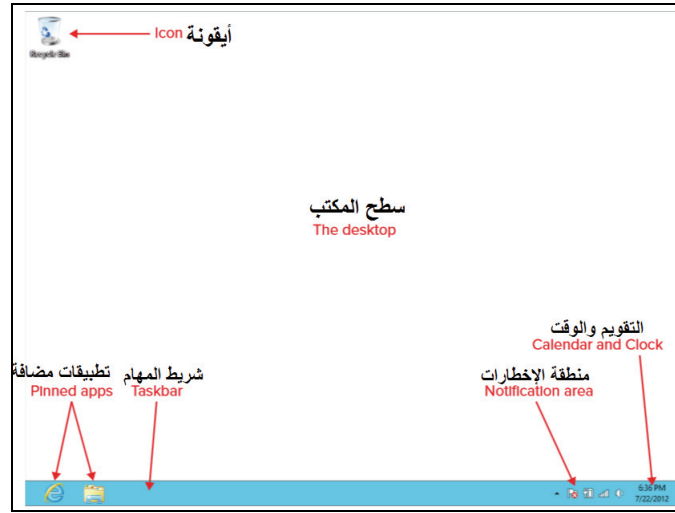 أيقونة Icon
Recycle Bin
سطح المكتب
The desktop
التقويم والوقت
Calendar and Clock
منطقة الإخطارات
Notification area
شريط المهام
Taskbar
تطبيقات مضافة
Pinned apps
6:36 PM
7/22/2012